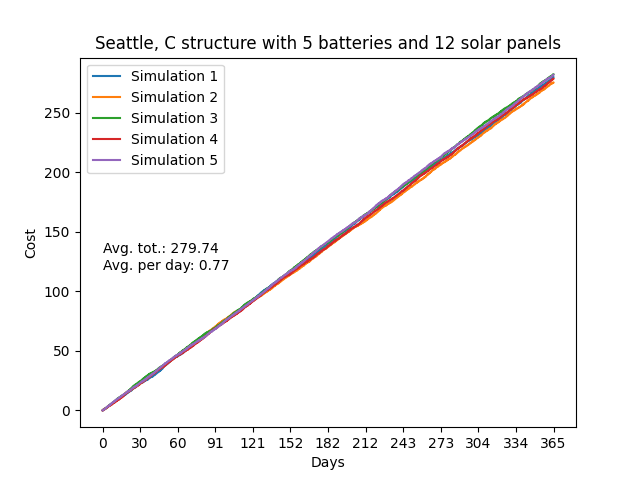 Seattle, C structure with 5 batteries and 12 solar panels
Simulation 1
Simulation 2
Simulation 3
Simulation 4
Simulation 5
Avg. tot.: 279.74
Avg. per day: 0.77
Cost
250
200
150
100
50
0
0 30 60 91 121 152 182 212 243 273 304 334 365
Days